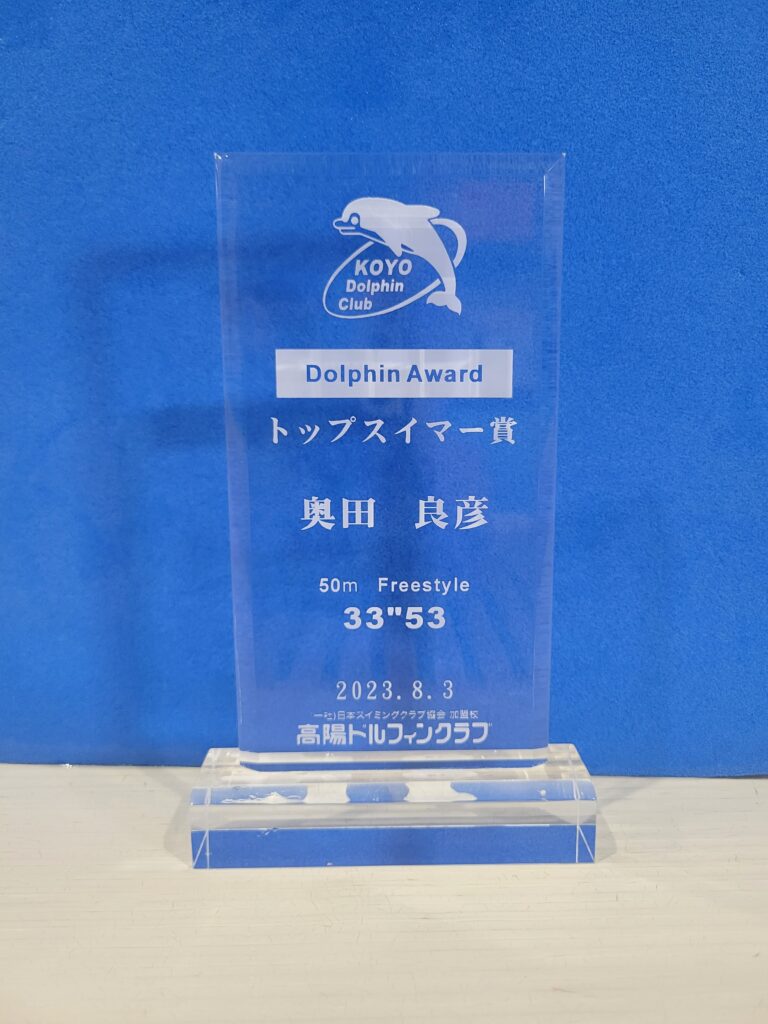 KOYO
Dolphin
Club
Dolphin Award
トップスイマー賞
奥田　良彦
50m　Freestyle
33"53
2023.8.3
一社)日本スイミングクラブ協会 加盟校
高陽ドルフィンクラブ